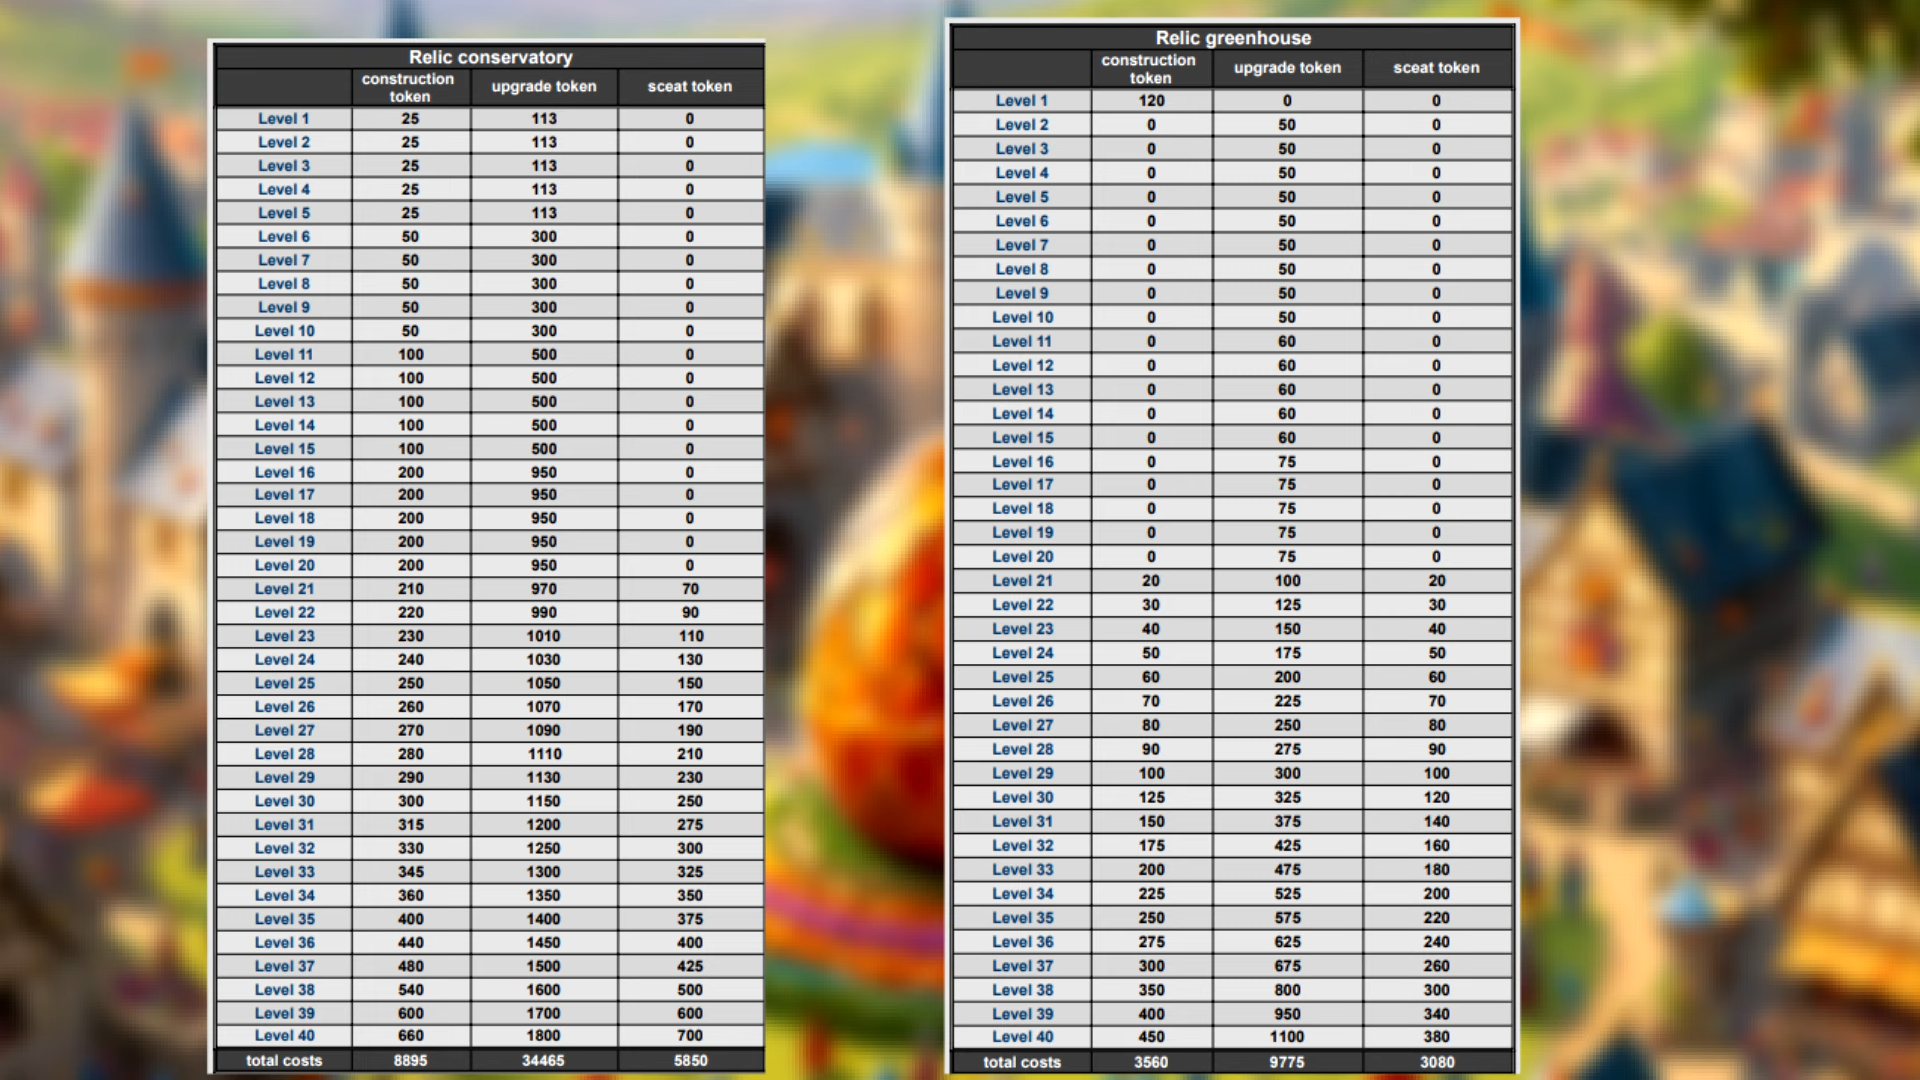 Relic conservatory
construction token upgrade token sceat token
Level 1 25 113 0
Level 2 25 113 0
Level 3 25 113 0
Level 4 25 113 0
Level 5 25 113 0
Level 6 50 300 0
Level 7 50 300 0
Level 8 50 300 0
Level 9 50 300 0
Level 10 50 300 0
Level 11 100 500 0
Level 12 100 500 0
Level 13 100 500 0
Level 14 100 500 0
Level 15 100 500 0
Level 16 200 950 0
Level 17 200 950 0
Level 18 200 950 0
Level 19 200 950 0
Level 20 200 950 0
Level 21 210 970 70
Level 22 220 990 90
Level 23 230 1010 110
Level 24 240 1030 130
Level 25 250 1050 150
Level 26 260 1070 170
Level 27 270 1090 190
Level 28 280 1110 210
Level 29 290 1130 230
Level 30 300 1150 250
Level 31 315 1200 275
Level 32 330 1250 300
Level 33 345 1300 325
Level 34 360 1350 350
Level 35 400 1400 375
Level 36 440 1450 400
Level 37 480 1500 425
Level 38 540 1600 500
Level 39 600 1700 600
Level 40 660 1800 700
total costs 8895 34465 5850
Relic greenhouse
construction token upgrade token sceat token
Level 1 120 0 0
Level 2 0 50 0
Level 3 0 50 0
Level 4 0 50 0
Level 5 0 50 0
Level 6 0 50 0
Level 7 0 50 0
Level 8 0 50 0
Level 9 0 50 0
Level 10 0 50 0
Level 11 0 60 0
Level 12 0 60 0
Level 13 0 60 0
Level 14 0 60 0
Level 15 0 60 0
Level 16 0 75 0
Level 17 0 75 0
Level 18 0 75 0
Level 19 0 75 0
Level 20 0 75 0
Level 21 20 100 20
Level 22 30 125 30
Level 23 40 150 40
Level 24 50 175 50
Level 25 60 200 60
Level 26 70 225 70
Level 27 80 250 80
Level 28 90 275 90
Level 29 100 300 100
Level 30 125 325 120
Level 31 150 375 140
Level 32 175 425 160
Level 33 200 475 180
Level 34 225 525 200
Level 35 250 575 220
Level 36 275 625 240
Level 37 300 675 260
Level 38 350 800 300
Level 39 400 950 340
Level 40 450 1100 380
total costs 3560 9775 3080